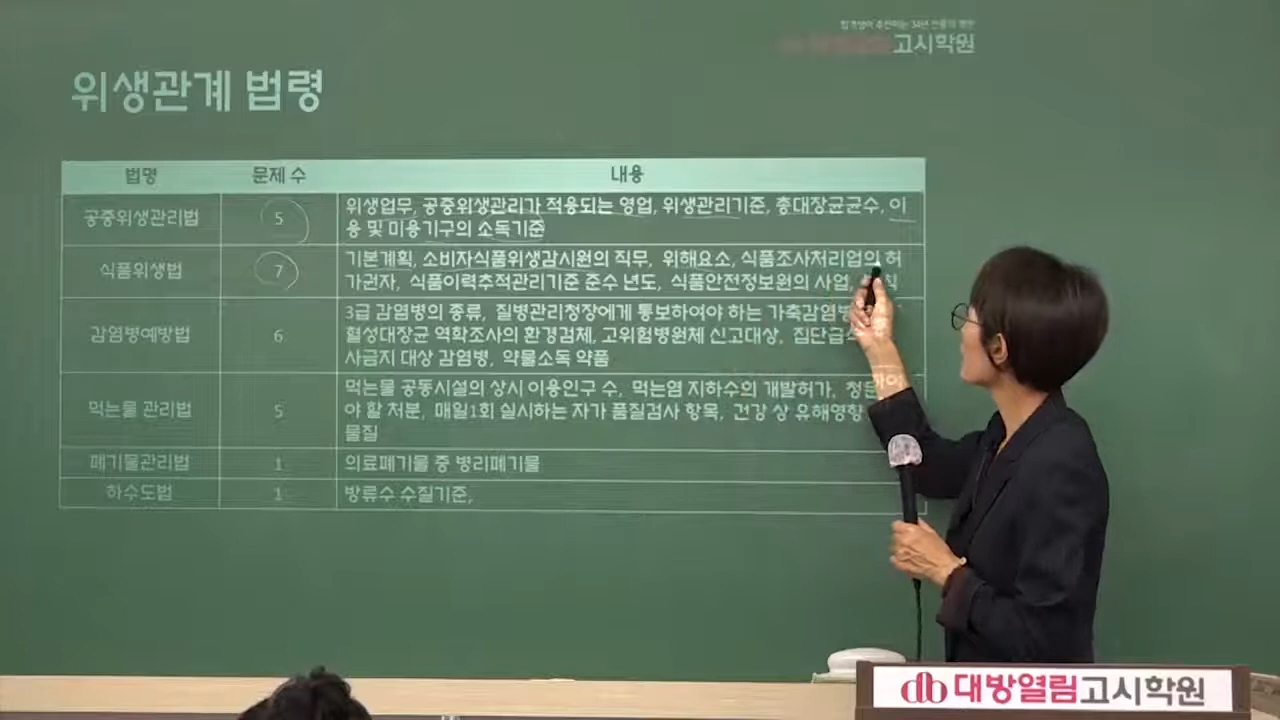 고시학원
위생관계 법령
법명 문제 수 내용
공중위생관리법 5 위생업무, 공중위생관리가 적용되는 영업, 위생관리기준, 총대장균군수, 이
용 및 미용기구의 소독기준
식품위생법 7 기본계획, 소비자식품위생감시원의 직무, 위해요소, 식품조사처리업의 허
가권자, 식품이력추적관리기준 준수 년도, 식품안전정보원의 사업,
감염병예방법 6 3급 감염병의 종류, 질병관리청장에게 통보하여야 하는 가축감염병
혈성대장균 역학조사의 환경검체, 고위험병원체 신고대상, 집단급
사금지 대상 감염병, 약물소독 약품
먹는물 관리법 5 먹는물 공동시설의 상시 이용인구 수, 먹는염 지하수의 개발허가, 청문
야 할 처분, 매일1회 실시하는 자가 품질검사 항목, 건강 상 유해영향
물질
폐기물관리법 1 의료폐기물 중 병리폐기물
하수도법 1 방류수 수질기준,
대방열림고시학원